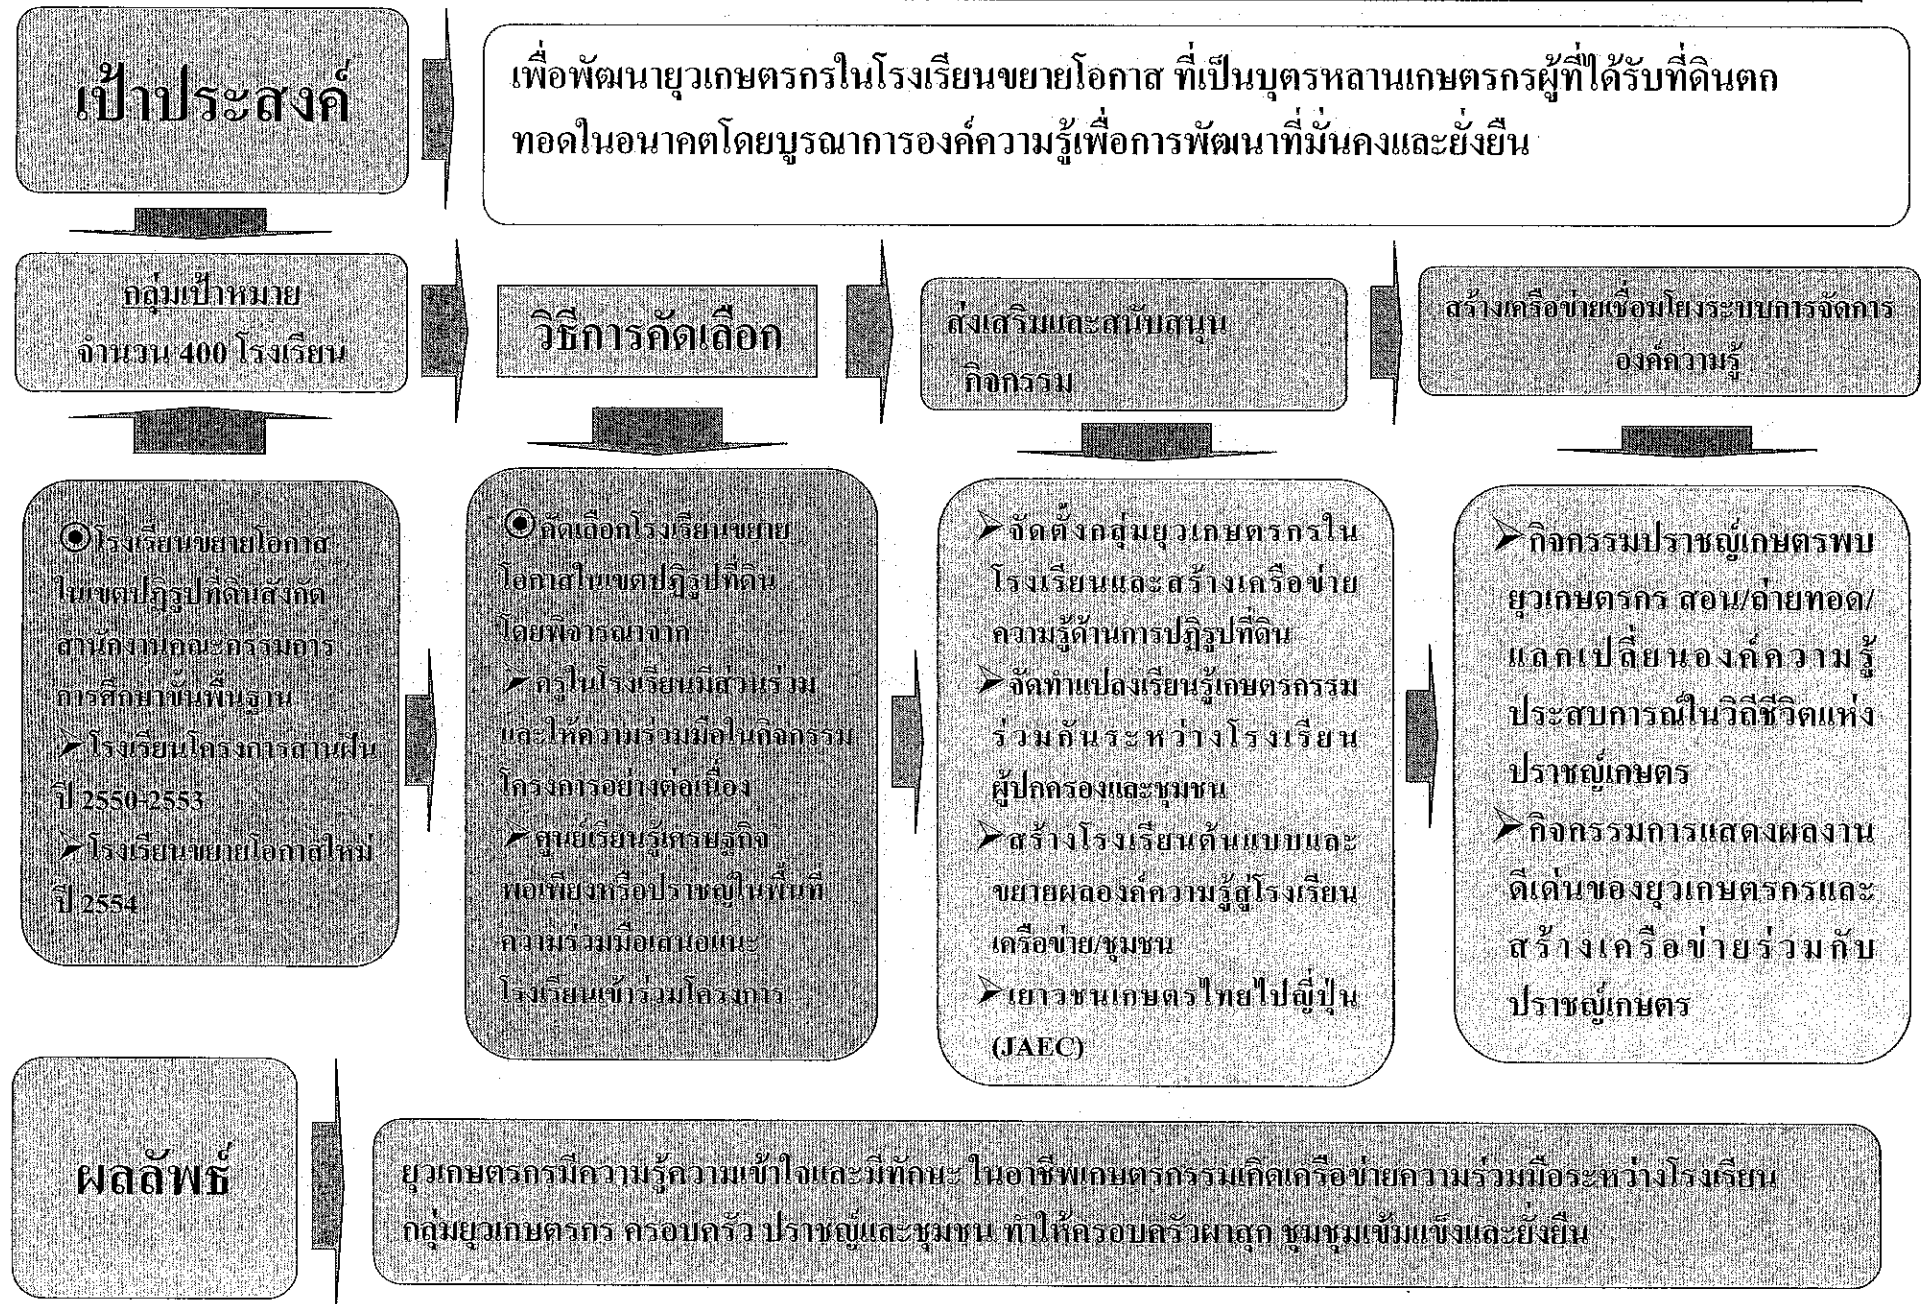 เป้าประสงค์
เพื่อพัฒนายุวเกษตรกรในโรงเรียนขยายโอกาส ที่เป็นบุตรหลานเกษตรกรผู้ที่ได้รับที่ดินตก
ทอดในอนาคตโดยบูรณาการองค์ความรู้เพื่อการพัฒนาที่มั่นคงและยั่งยืน
กลุ่มเป้าหมาย
จำนวน 400 โรงเรียน
วิธีการคัดเลือก
ส่งเสริมและสนับสนุน
กิจกรรม
สร้างเครือข่ายเชื่อมโยงระบบการจัดการ
องค์ความรู้
โรงเรียนขยายโอกาส
ในเขตปฏิรูปที่ดินสังกัด
สำนักงานคณะกรรมการ
การศึกษาขั้นพื้นฐาน
➢โรงเรียนโครงการสานฝัน
ปี 2550-2553
➢โรงเรียนขยายโอกาสใหม่
ปี 2554
คัดเลือกโรงเรียนขยาย
โอกาสในเขตปฏิรูปที่ดิน
โดยพิจารณาจาก
➢ครูในโรงเรียนมีส่วนร่วม
และให้ความร่วมมือในกิจกรรม
โครงการอย่างต่อเนื่อง
➢ศูนย์เรียนรู้เศรษฐกิจ
พอเพียงหรือปราชญ์ในพื้นที่
ความร่วมมือเสนอแนะ
โรงเรียนเข้าร่วมโครงการ
➢จัดตั้งกลุ่มยุวเกษตรกรใน
โรงเรียนและสร้างเครือข่าย
ความรู้ด้านการปฏิรูปที่ดิน
➢จัดทำแปลงเรียนรู้เกษตรกรรม
ร่วมกันระหว่างโรงเรียน
ผู้ปกครองและชุมชน
➢สร้างโรงเรียนต้นแบบและ
ขยายผลองค์ความรู้สู่โรงเรียน
เครือข่าย/ชุมชน
➢เยาวชนเกษตรไทยไปญี่ปุ่น
(JAEC)
➢กิจกรรมปราชญ์เกษตรพบ
ยุวเกษตรกร สอน/ถ่ายทอด/
แลกเปลี่ยนองค์ความรู้
ประสบการณ์ในวิถีชีวิตแห่ง
ปราชญ์เกษตร
➢กิจกรรมการแสดงผลงาน
ดีเด่นของยุวเกษตรกรและ
สร้างเครือข่ายร่วมกับ
ปราชญ์เกษตร
ผลลัพธ์
ยุวเกษตรกรมีความรู้ความเข้าใจและมีทักษะ ในอาชีพเกษตรกรรมเกิดเครือข่ายความร่วมมือระหว่างโรงเรียน
กลุ่มยุวเกษตรกร ครอบครัว ปราชญ์และชุมชน ทำให้ครอบครัวผาสุก ชุมชุมเข้มแข็งและยั่งยืน